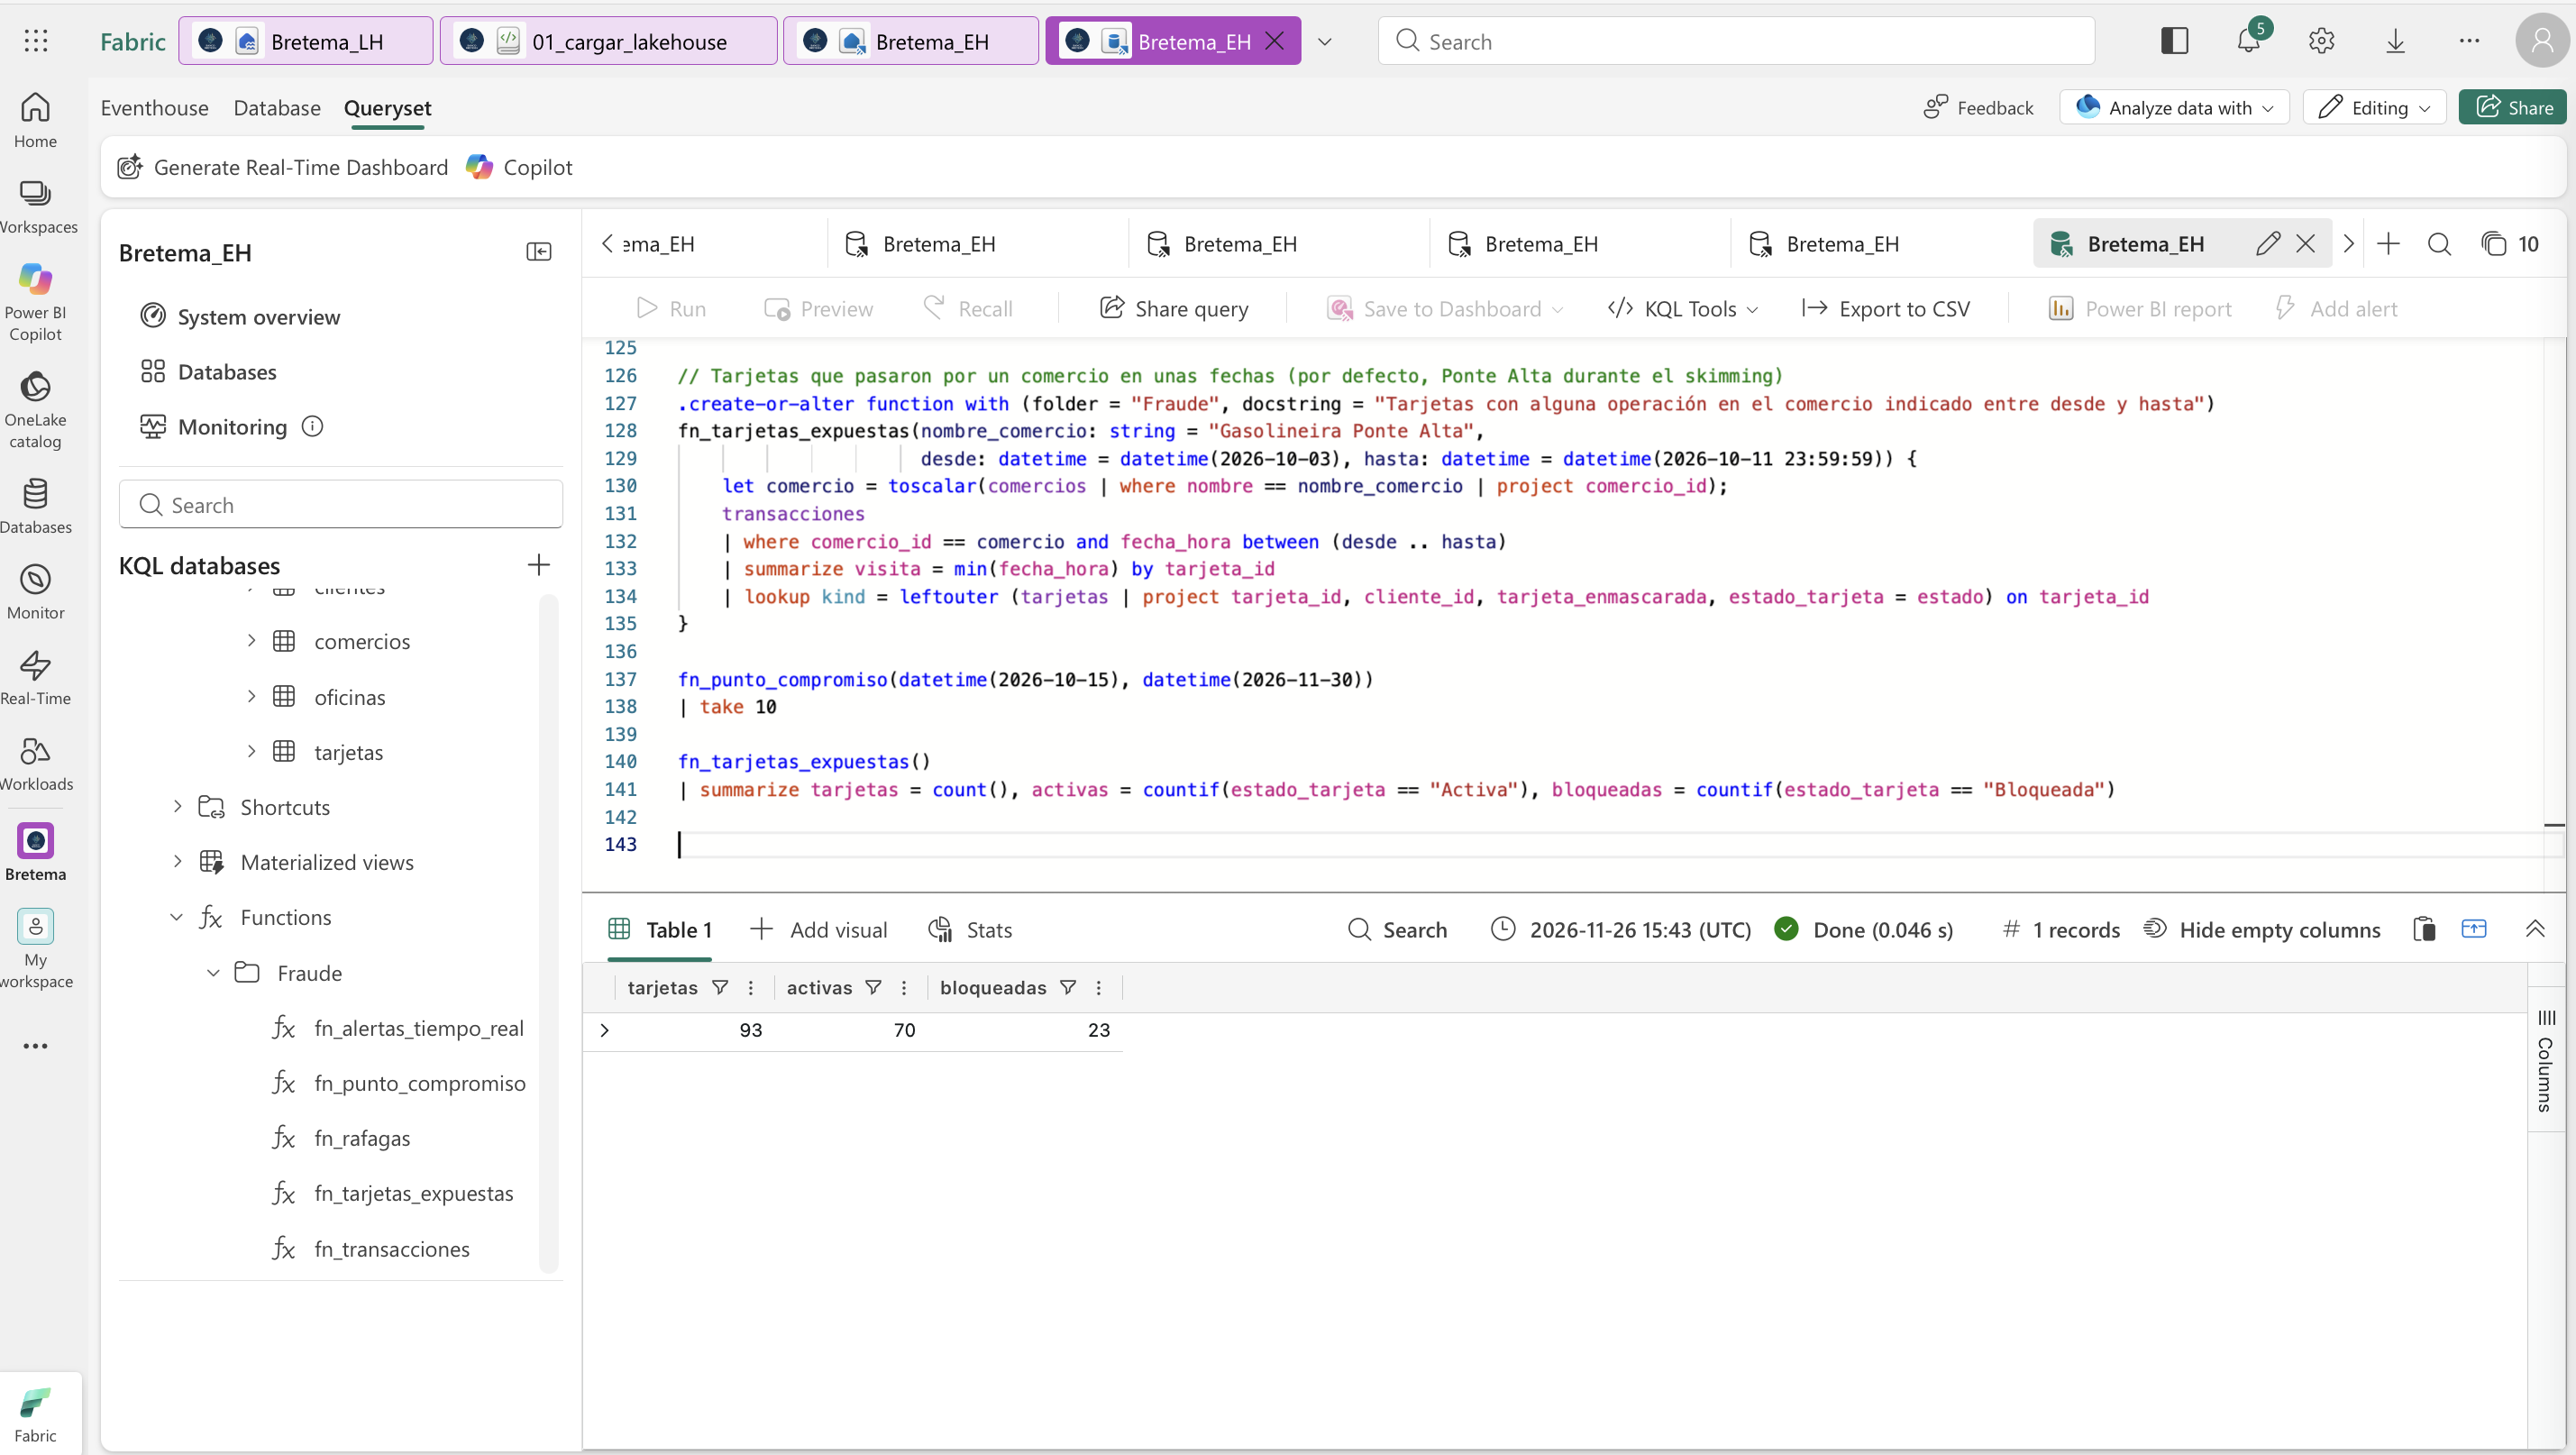 Fabric
Bretema_LH
01_cargar_lakehouse
Bretema_EH
Bretema_EH
Search
5
Home
Workspaces
Power BI
Copilot
OneLake
catalog
Databases
Monitor
Real-Time
Workloads
Bretema
My
workspace
Fabric
Eventhouse
Database
Queryset
Feedback
Analyze data with
Editing
Share
Generate Real-Time Dashboard
Copilot
Bretema_EH
System overview
Databases
Monitoring
Search
KQL databases
clientes
comercios
oficinas
tarjetas
Shortcuts
Materialized views
Functions
Fraude
fn_alertas_tiempo_real
fn_punto_compromiso
fn_rafagas
fn_tarjetas_expuestas
fn_transacciones
ema_EH
Bretema_EH
Bretema_EH
Bretema_EH
Bretema_EH
Bretema_EH
10
Run
Preview
Recall
Share query
Save to Dashboard
KQL Tools
Export to CSV
Power BI report
Add alert
125
126 // Tarjetas que pasaron por un comercio en unas fechas (por defecto, Ponte Alta durante el skimming)
127 .create-or-alter function with (folder = "Fraude", docstring = "Tarjetas con alguna operación en el comercio indicado entre desde y hasta")
128 fn_tarjetas_expuestas(nombre_comercio: string = "Gasolineira Ponte Alta",
129 desde: datetime = datetime(2026-10-03), hasta: datetime = datetime(2026-10-11 23:59:59)) {
130 let comercio = toscalar(comercios | where nombre == nombre_comercio | project comercio_id);
131 transacciones
132 | where comercio_id == comercio and fecha_hora between (desde .. hasta)
133 | summarize visita = min(fecha_hora) by tarjeta_id
134 | lookup kind = leftouter (tarjetas | project tarjeta_id, cliente_id, tarjeta_enmascarada, estado_tarjeta = estado) on tarjeta_id
135 }
136
137 fn_punto_compromiso(datetime(2026-10-15), datetime(2026-11-30))
138 | take 10
139
140 fn_tarjetas_expuestas()
141 | summarize tarjetas = count(), activas = countif(estado_tarjeta == "Activa"), bloqueadas = countif(estado_tarjeta == "Bloqueada")
142
143
Table 1
Add visual
Stats
Search
2026-11-26 15:43 (UTC)
Done (0.046 s)
# 1 records
Hide empty columns
tarjetas activas bloqueadas
93 70 23
Columns